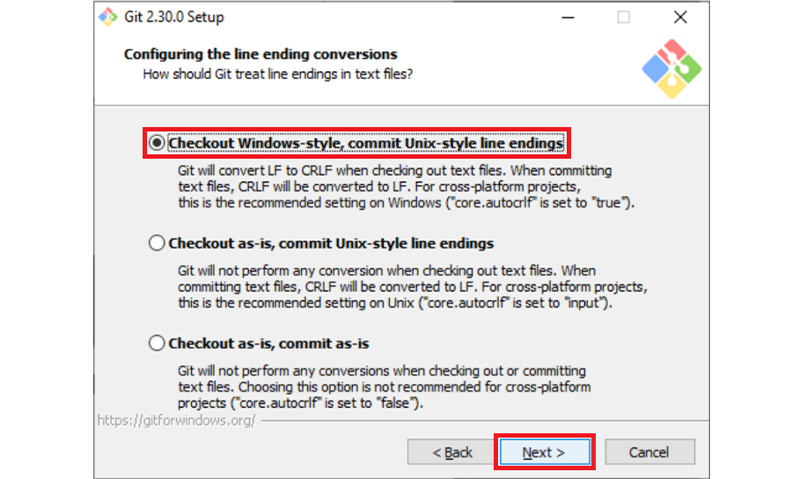 Git 2.30.0 Setup
Configuring the line ending conversions
How should Git treat line endings in text files?
Checkout Windows-style, commit Unix-style line endings
Git will convert LF to CRLF when checking out text files. When committing
text files, CRLF will be converted to LF. For cross-platform projects,
this is the recommended setting on Windows ("core.autocrlf" is set to "true").
Checkout as-is, commit Unix-style line endings
Git will not perform any conversion when checking out text files. When
committing text files, CRLF will be converted to LF. For cross-platform projects,
this is the recommended setting on Unix ("core.autocrlf" is set to "input").
Checkout as-is, commit as-is
Git will not perform any conversions when checking out or committing
text files. Choosing this option is not recommended for cross-platform
projects ("core.autocrlf" is set to "false").
https://gitforwindows.org/
< Back Next > Cancel